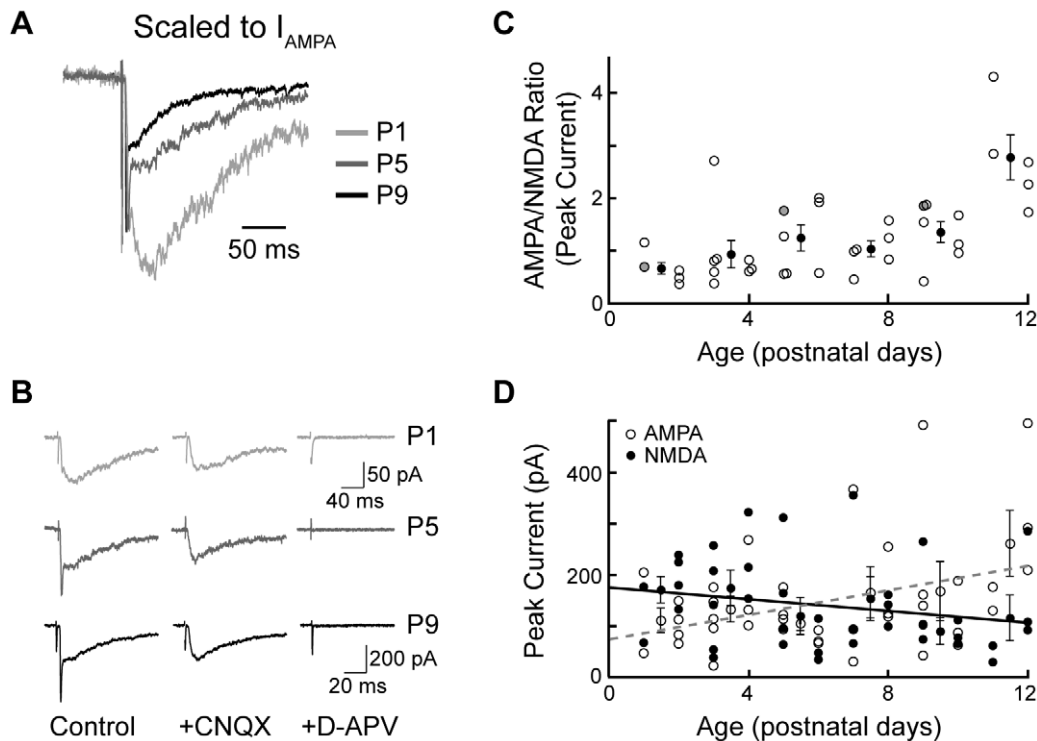 A
Scaled to I_AMPA
P1
P5
P9
50 ms
B
P1
50 pA
40 ms
P5
P9
200 pA
20 ms
Control +CNQX +D-APV
C
AMPA/NMDA Ratio
(Peak Current)
4
2
0
0 4 8 12
Age (postnatal days)
D
AMPA
NMDA
Peak Current (pA)
400
200
0
0 4 8 12
Age (postnatal days)